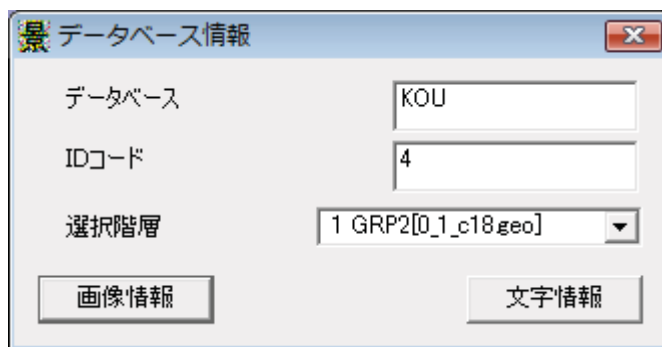 景 データベース情報
データベース KOU
IDコード 4
選択階層 1 GRP2[0_1_c18.geo]
画像情報 文字情報